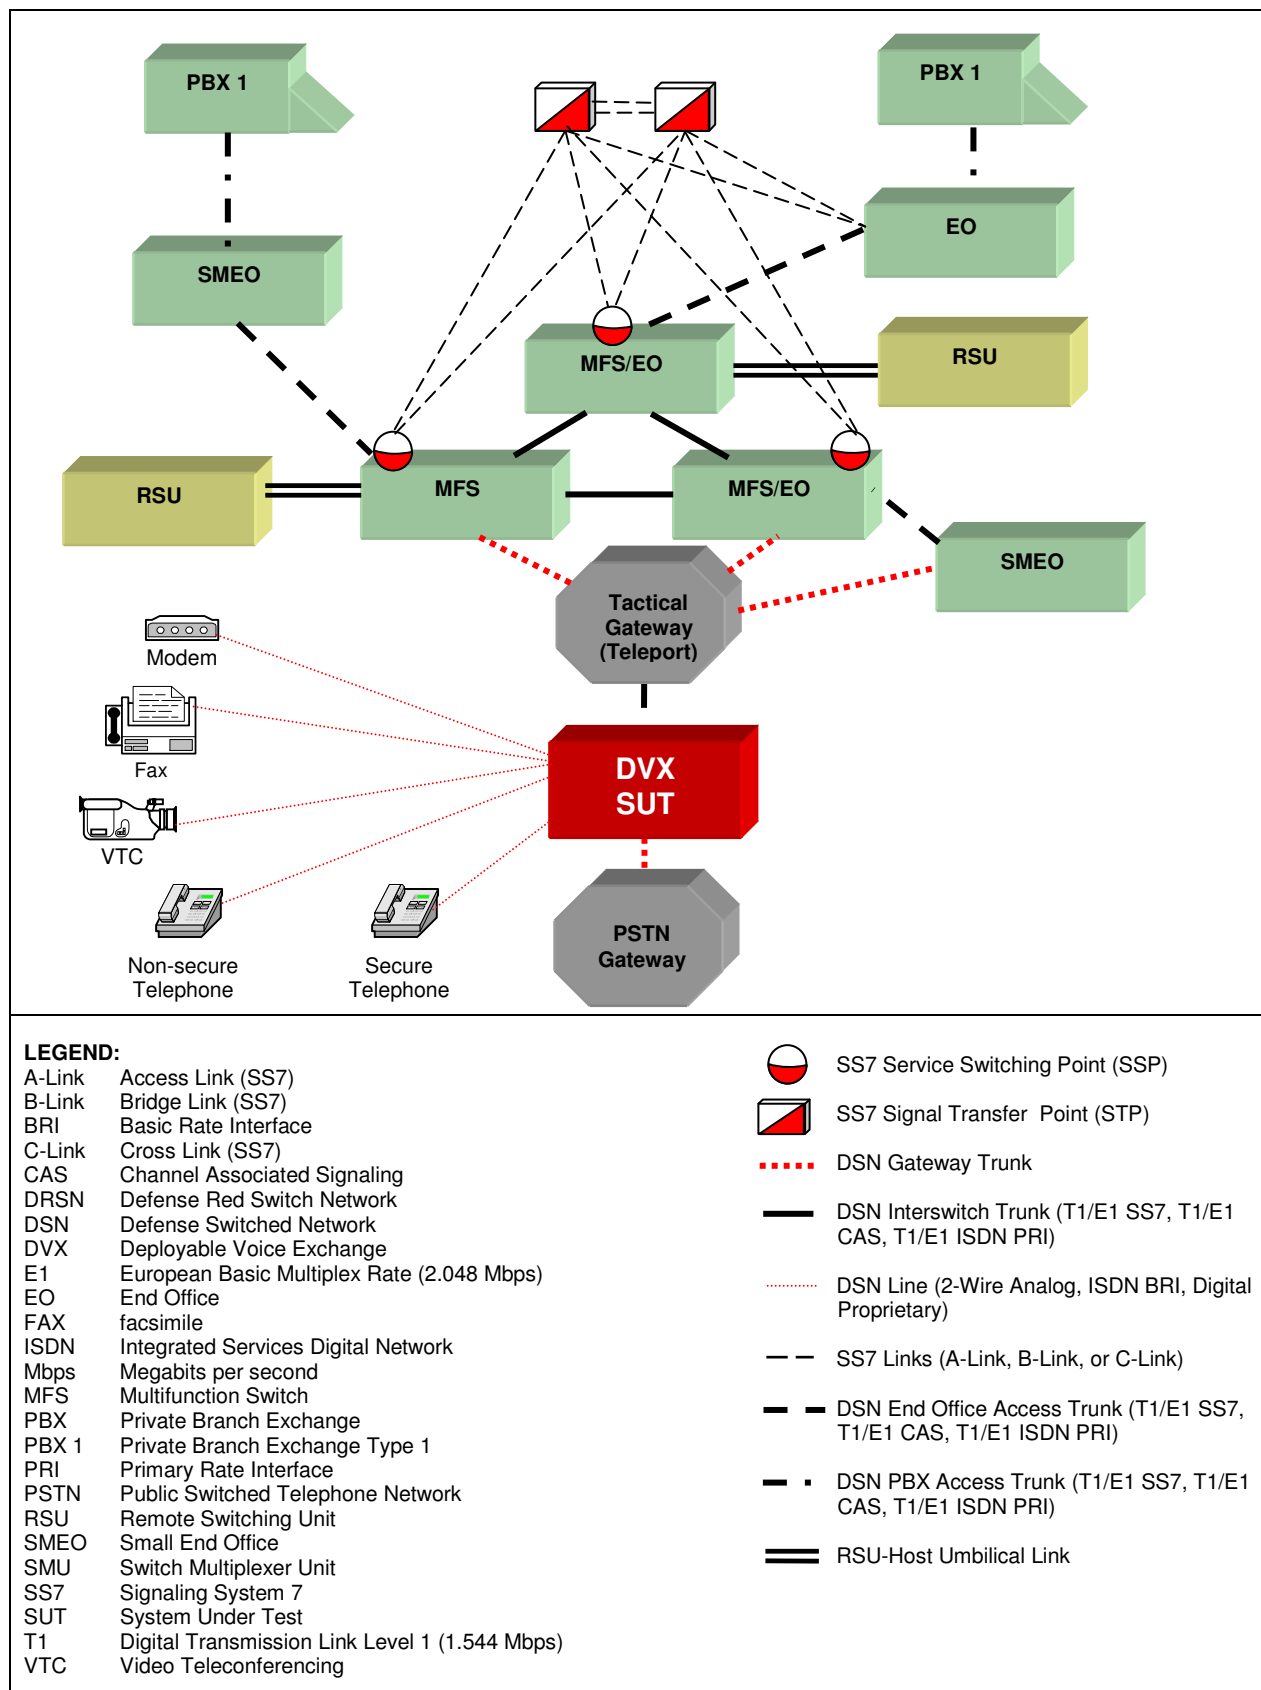 PBX 1
PBX 1
EO
SMEO
MFS/EO
RSU
RSU
MFS
MFS/EO
SMEO
Tactical
Gateway
(Teleport)
Modem
Fax
VTC
DVX
SUT
Non-secure
Telephone
Secure
Telephone
PSTN
Gateway
LEGEND:
A-Link Access Link (SS7)
B-Link Bridge Link (SS7)
BRI Basic Rate Interface
C-Link Cross Link (SS7)
CAS Channel Associated Signaling
DRSN Defense Red Switch Network
DSN Defense Switched Network
DVX Deployable Voice Exchange
E1 European Basic Multiplex Rate (2.048 Mbps)
EO End Office
FAX facsimile
ISDN Integrated Services Digital Network
Mbps Megabits per second
MFS Multifunction Switch
PBX Private Branch Exchange
PBX 1 Private Branch Exchange Type 1
PRI Primary Rate Interface
PSTN Public Switched Telephone Network
RSU Remote Switching Unit
SMEO Small End Office
SMU Switch Multiplexer Unit
SS7 Signaling System 7
SUT System Under Test
T1 Digital Transmission Link Level 1 (1.544 Mbps)
VTC Video Teleconferencing
SS7 Service Switching Point (SSP)
SS7 Signal Transfer Point (STP)
DSN Gateway Trunk
DSN Interswitch Trunk (T1/E1 SS7, T1/E1
CAS, T1/E1 ISDN PRI)
DSN Line (2-Wire Analog, ISDN BRI, Digital
Proprietary)
SS7 Links (A-Link, B-Link, or C-Link)
DSN End Office Access Trunk (T1/E1 SS7,
T1/E1 CAS, T1/E1 ISDN PRI)
DSN PBX Access Trunk (T1/E1 SS7, T1/E1
CAS, T1/E1 ISDN PRI)
RSU-Host Umbilical Link